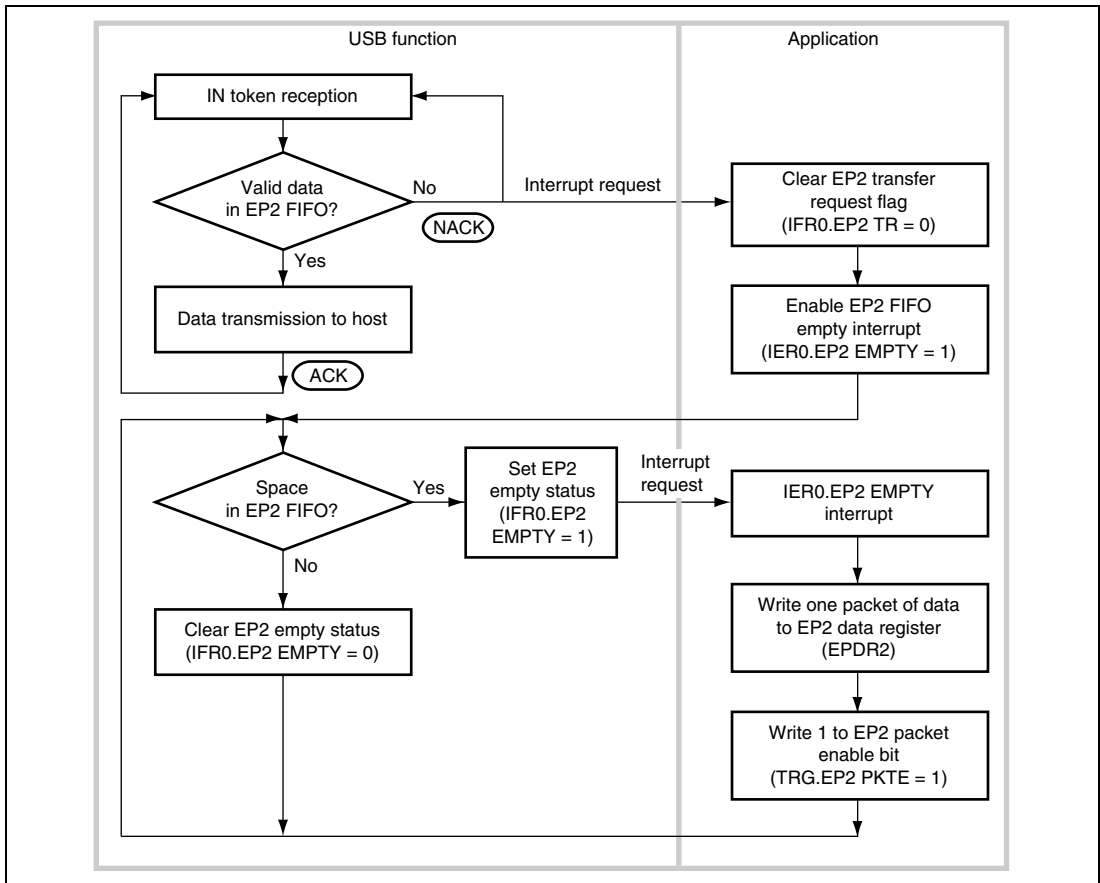 USB function
Application
IN token reception
Valid data
in EP2 FIFO?
No
NACK
Interrupt request
Clear EP2 transfer
request flag
(IFR0.EP2 TR = 0)
Yes
Data transmission to host
ACK
Enable EP2 FIFO
empty interrupt
(IER0.EP2 EMPTY = 1)
Space
in EP2 FIFO?
Yes
Set EP2
empty status
(IFR0.EP2
EMPTY = 1)
Interrupt
request
IER0.EP2 EMPTY
interrupt
No
Clear EP2 empty status
(IFR0.EP2 EMPTY = 0)
Write one packet of data
to EP2 data register
(EPDR2)
Write 1 to EP2 packet
enable bit
(TRG.EP2 PKTE = 1)